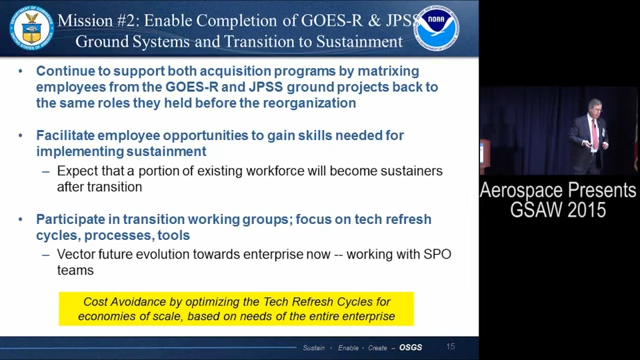 Mission #2: Enable Completion of GOES-R & JPSS
Ground Systems and Transition to Sustainment
NOAA
• Continue to support both acquisition programs by matrixing
employees from the GOES-R and JPSS ground projects back to
the same roles they held before the reorganization
• Facilitate employee opportunities to gain skills needed for
implementing sustainment
– Expect that a portion of existing workforce will become sustainers
after transition
• Participate in transition working groups; focus on tech refresh
cycles, processes, tools
– Vector future evolution towards enterprise now -- working with SPO
teams
Cost Avoidance by optimizing the Tech Refresh Cycles for
economies of scale, based on needs of the entire enterprise
Sustain · Enable · Create – OSGS
15
Aerospace Presents
GSAW 2015